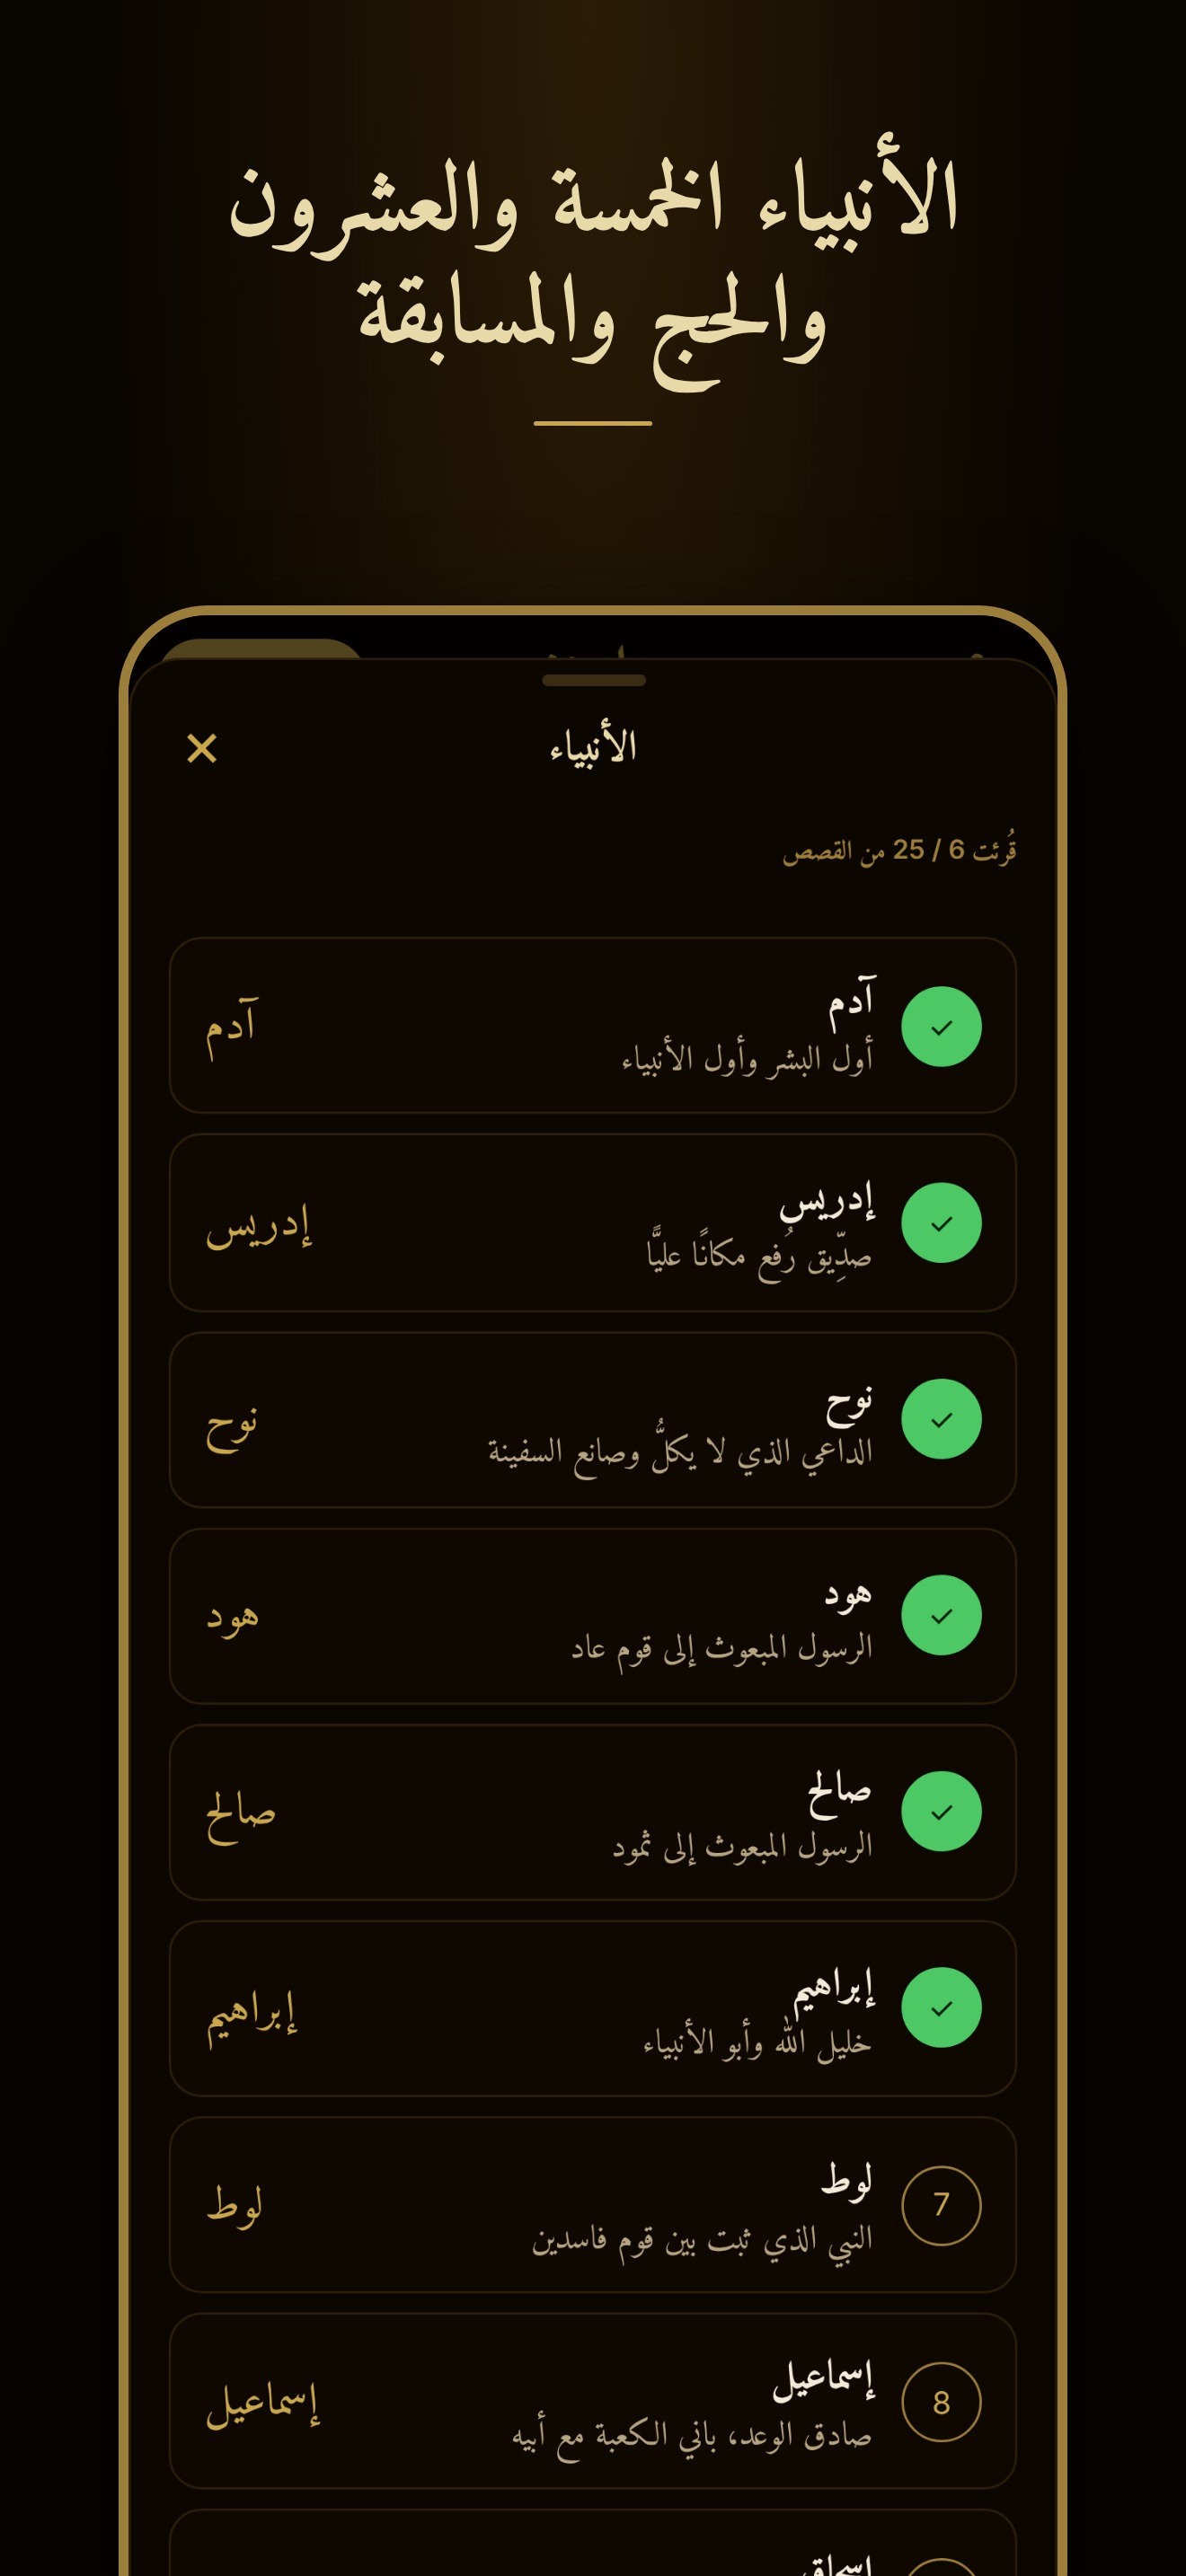 الأنبياء الخمسة والعشرون
والحج والمسابقة
الأنبياء
قُرئت 6 / 25 من القصص
آدم
أول البشر وأول الأنبياء
آدم
إدريس
صدِّيق رُفع مكانًا عليًّا
إدريس
نوح
الداعي الذي لا يكلُّ وصانع السفينة
نوح
هود
الرسول المبعوث إلى قوم عاد
هود
صالح
الرسول المبعوث إلى ثمود
صالح
إبراهيم
خليل الله وأبو الأنبياء
إبراهيم
7
لوط
النبي الذي ثبت بين قوم فاسدين
لوط
8
إسماعيل
صادق الوعد، باني الكعبة مع أبيه
إسماعيل
إسحاق